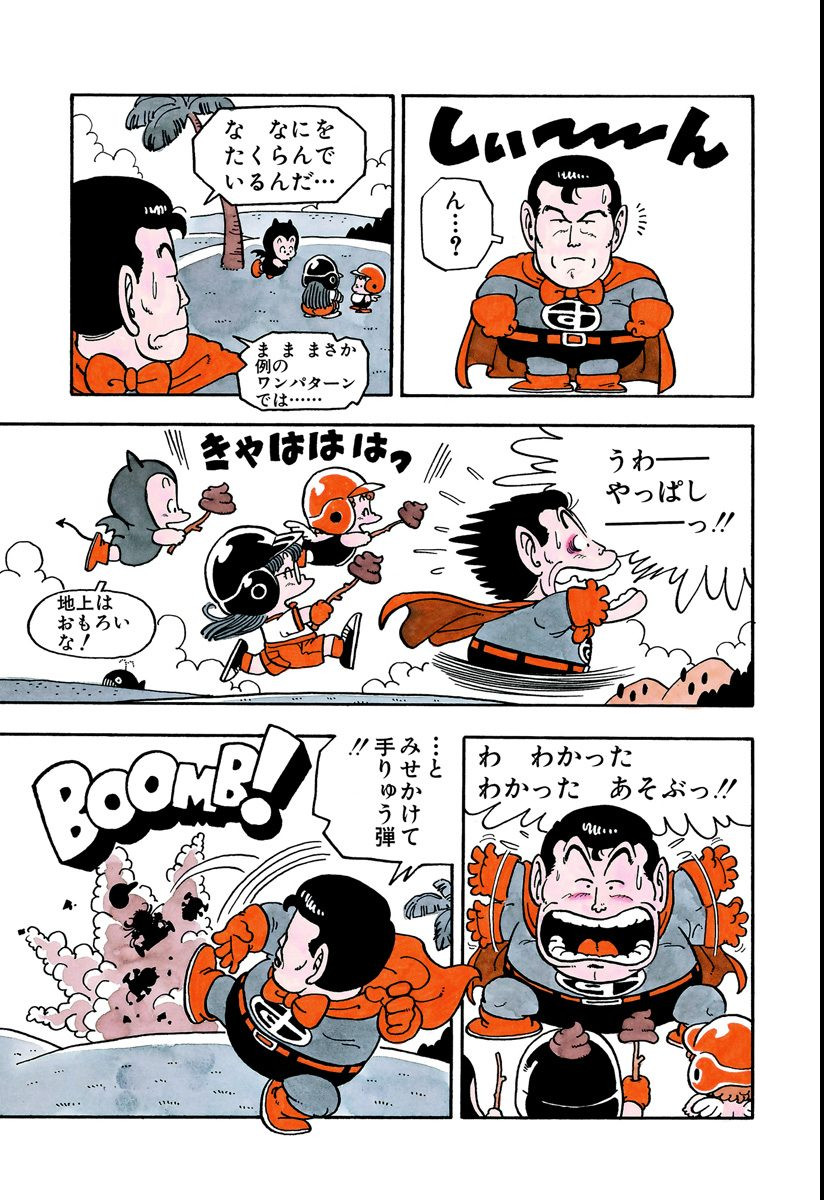 しぃ〜〜ん
ん…?
な なにを
たくらんで
いるんだ…
ま ま まさか
例の
ワンパターン
では……
うわ――
やっぱし
―――っ!!
きゃはははっ
地上は
おもろい
な!
わ わかった
わかった あそぶっ!!
…と
みせかけて
手りゅう弾
!!
BOOMB!
す